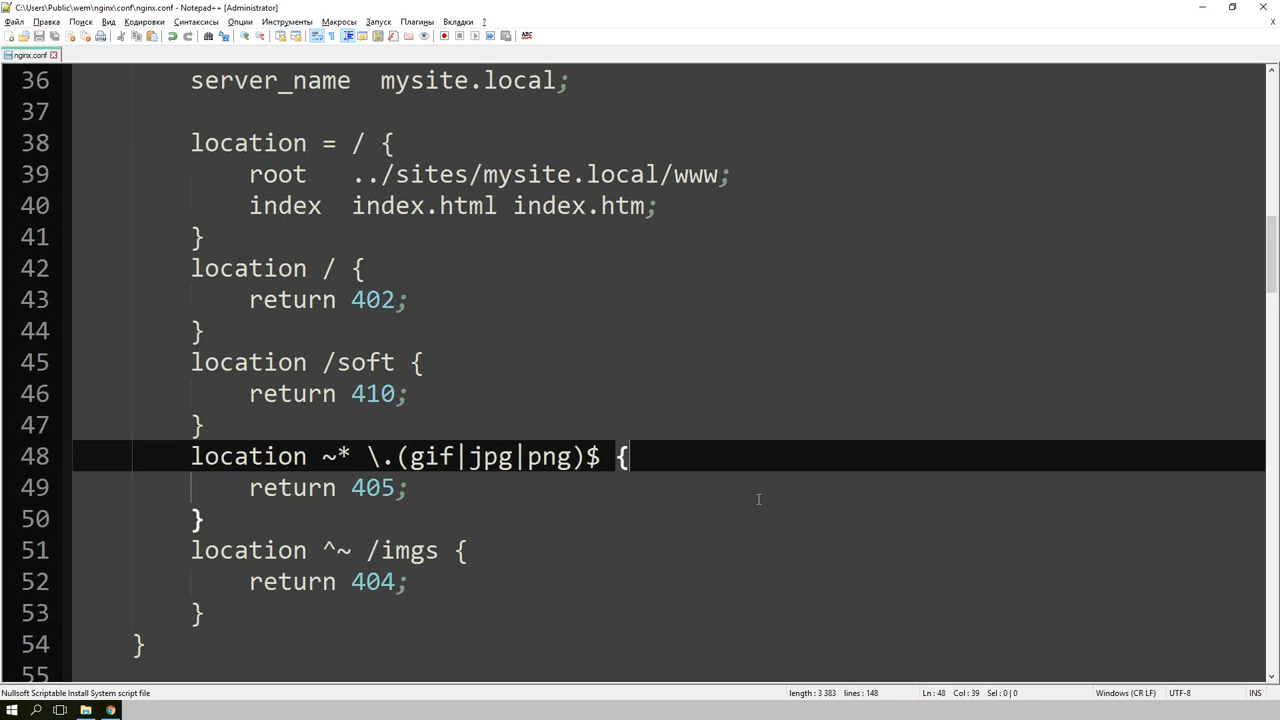 C:\Users\Public\wem\nginx\conf\nginx.conf - Notepad++ [Administrator]
Файл Правка Поиск Вид Кодировки Синтаксисы Опции Инструменты Макросы Запуск Плагины Вкладки ?
nginx.conf
36 server_name mysite.local;
37
38 location = / {
39 root ../sites/mysite.local/www;
40 index index.html index.htm;
41 }
42 location / {
43 return 402;
44 }
45 location /soft {
46 return 410;
47 }
48 location ~* \.(gif|jpg|png)$ {
49 return 405;
50 }
51 location ^~ /imgs {
52 return 404;
53 }
54 }
55
Nullsoft Scriptable Install System script file length : 3 383 lines : 148 Ln : 48 Col : 39 Sel : 0 | 0 Windows (CR LF) UTF-8 INS